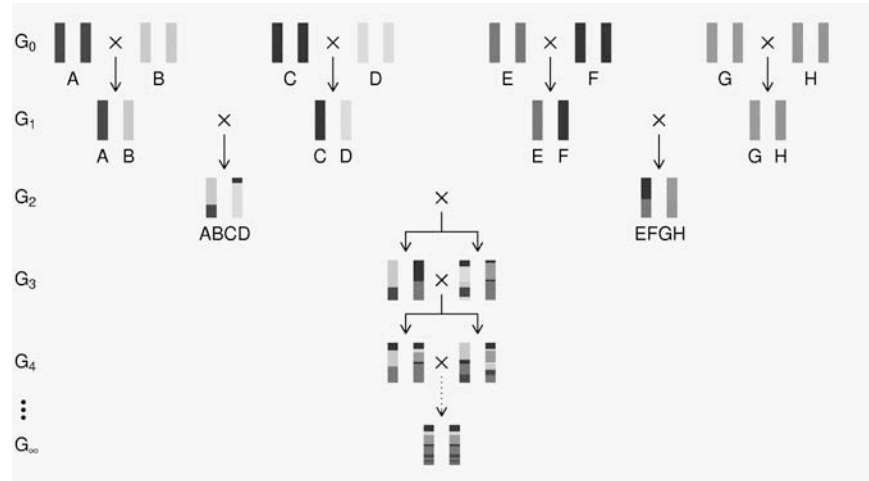 G₀ × × × ×
A B C D E F G H
G₁ × ×
A B C D E F G H
G₂ ×
ABCD EFGH
G₃ ×
G₄ ×
⋮
G∞